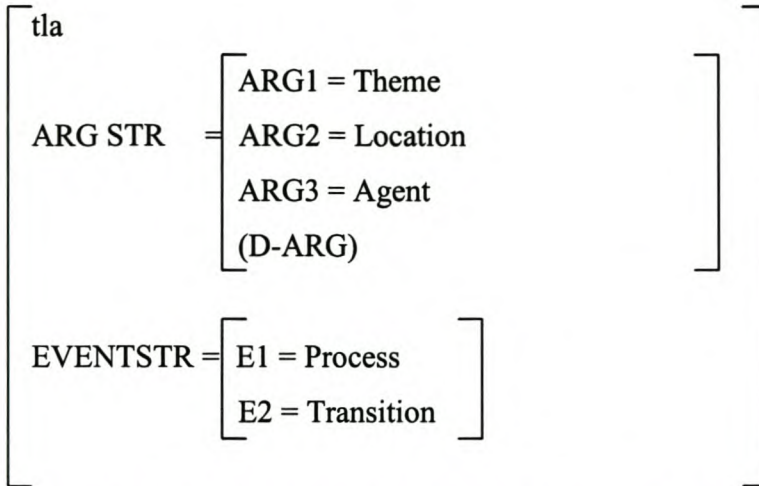 tla
ARG1 = Theme
ARG STR = ARG2 = Location
ARG3 = Agent
(D-ARG)
EVENTSTR = E1 = Process
E2 = Transition